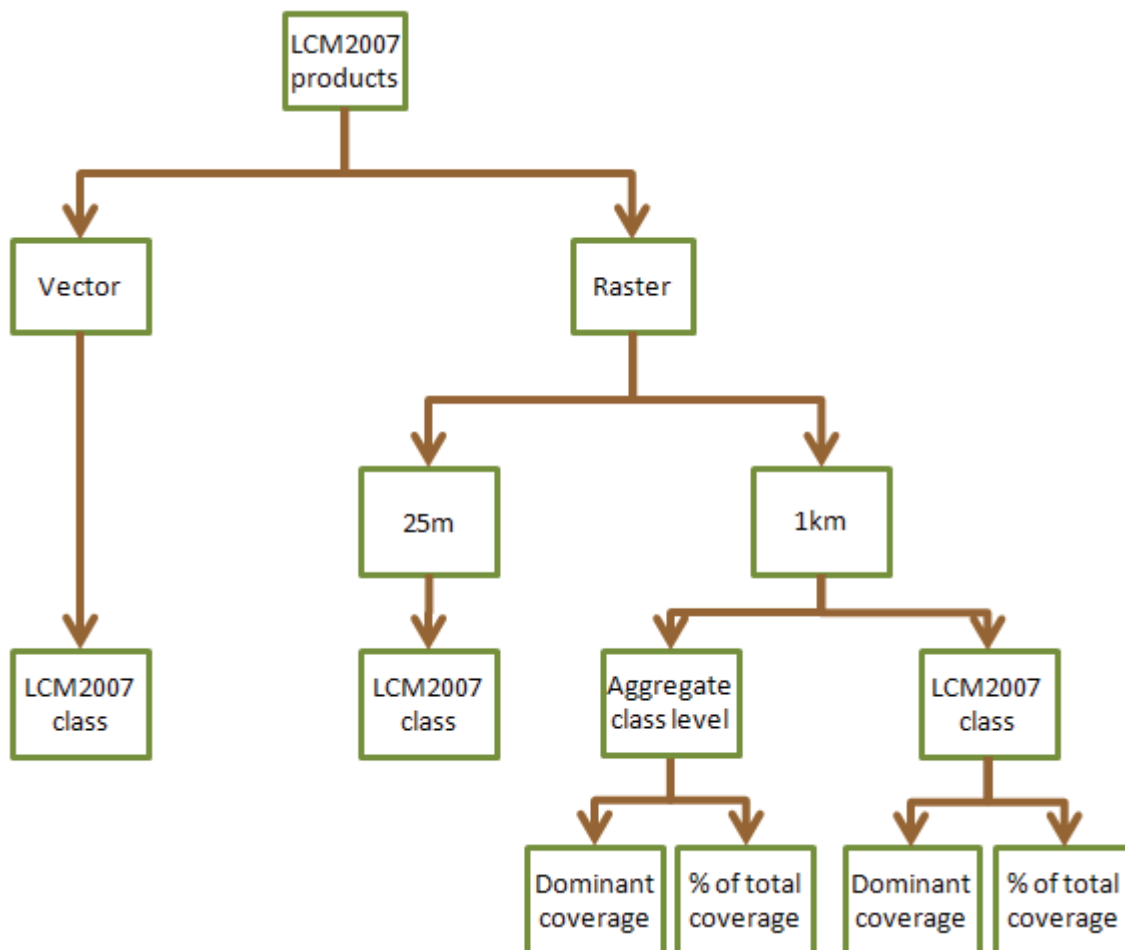 LCM2007
products
Vector
Raster
25m
1km
LCM2007
class
LCM2007
class
Aggregate
class level
LCM2007
class
Dominant
coverage
% of total
coverage
Dominant
coverage
% of total
coverage